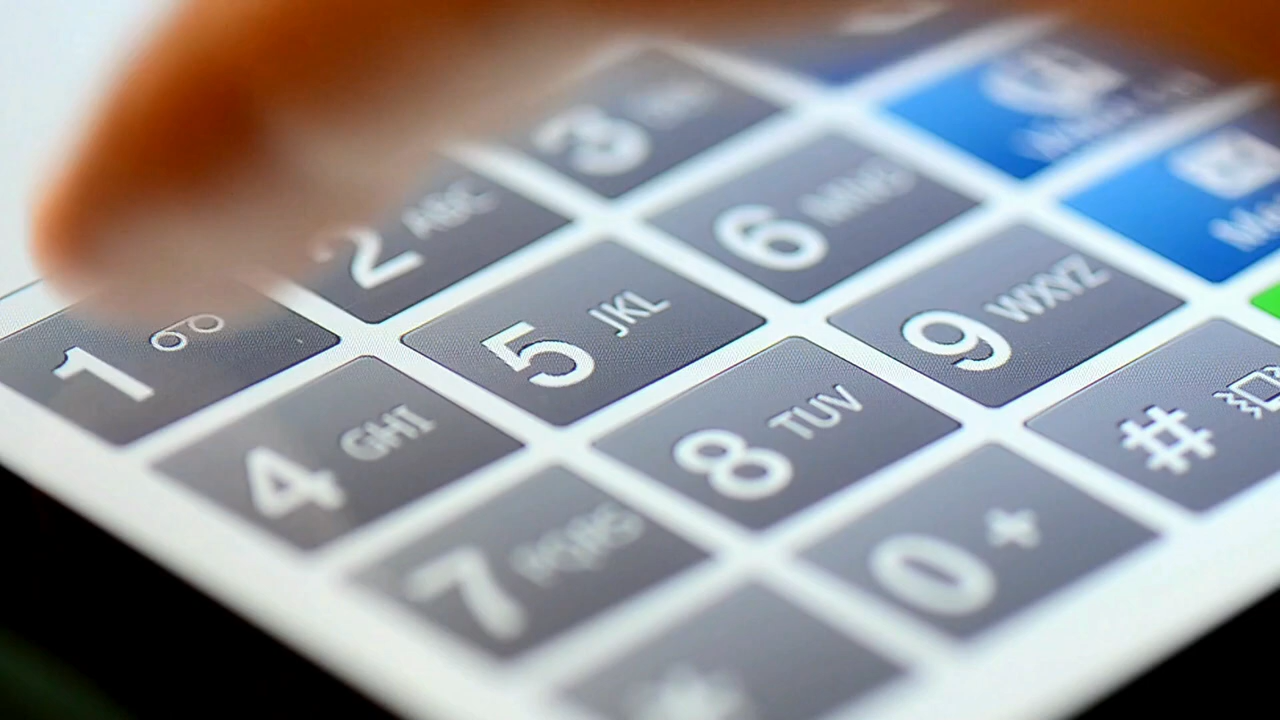 1
2 ABC
3
4 GHI
5 JKL
6 MNO
7 PQRS
8 TUV
9 WXYZ
*
0 +
#